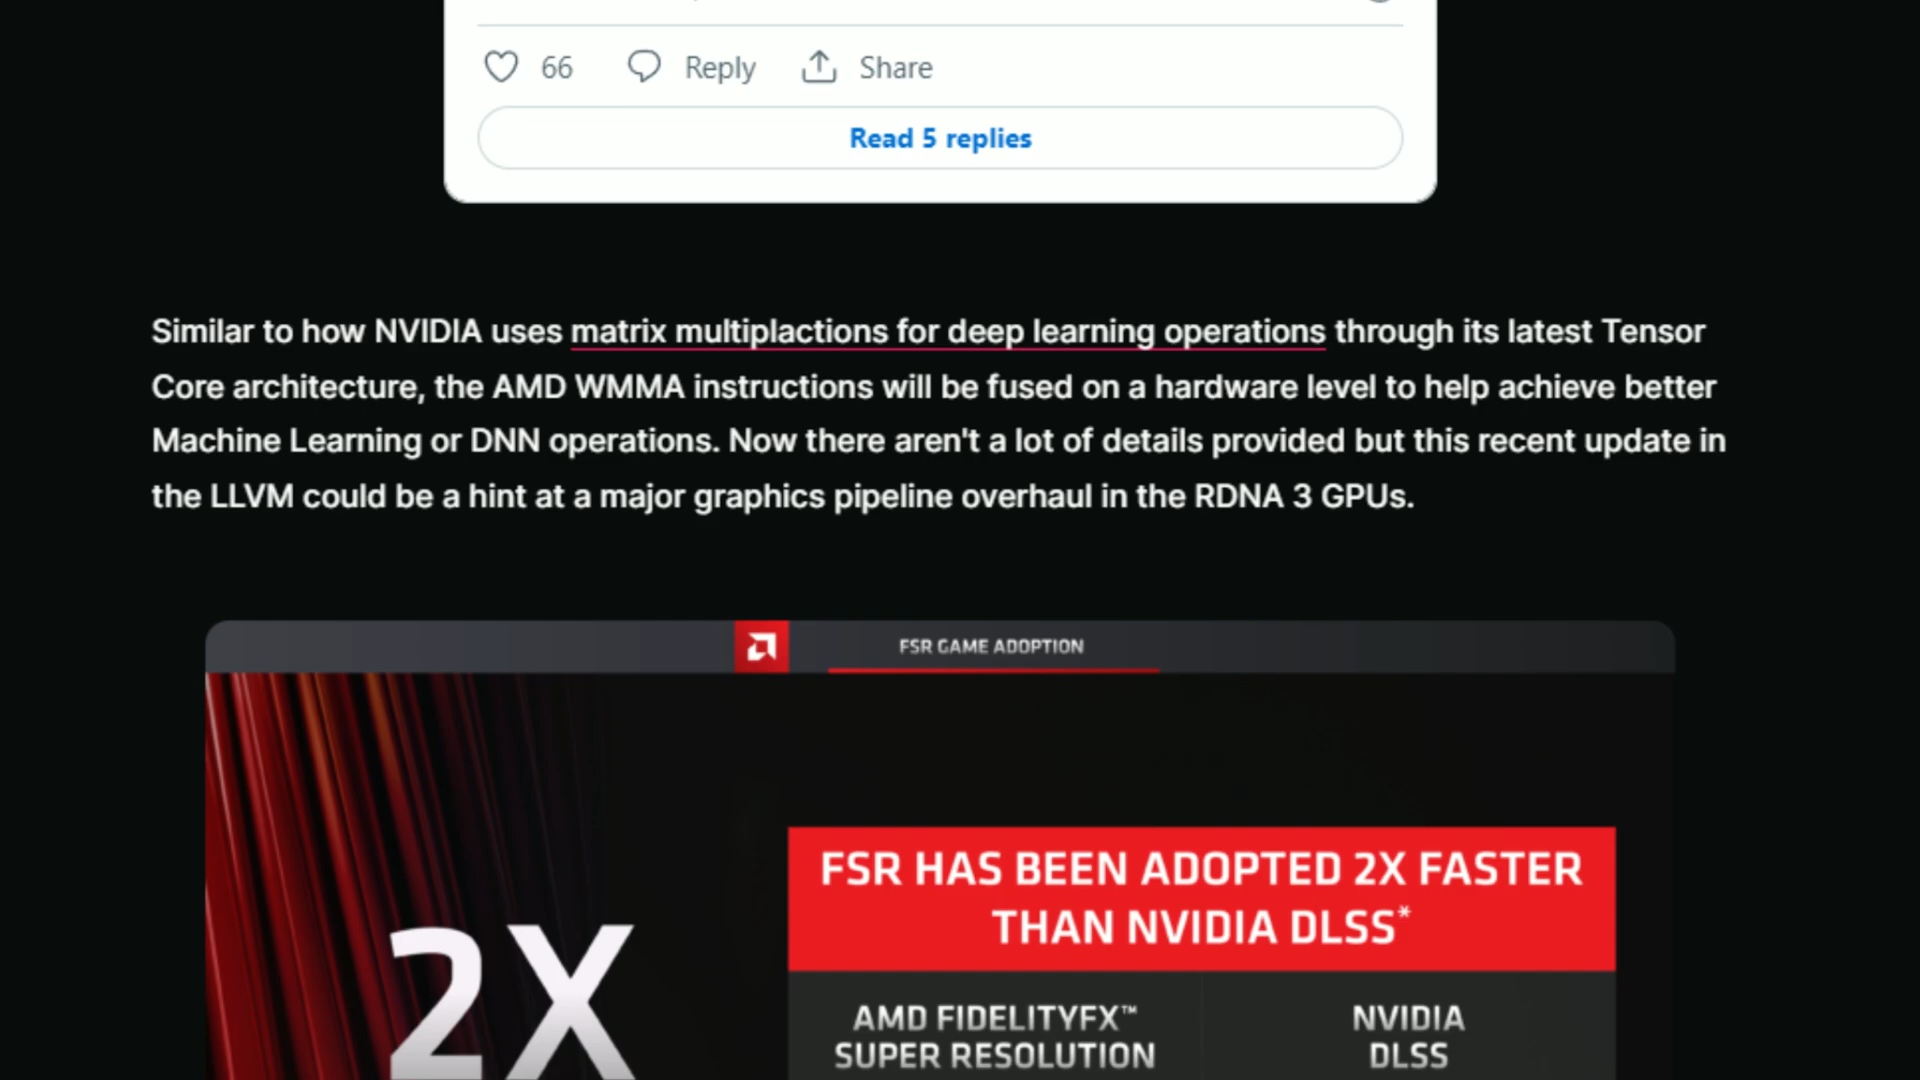 66 Reply Share
Read 5 replies
Similar to how NVIDIA uses matrix multiplactions for deep learning operations through its latest Tensor
Core architecture, the AMD WMMA instructions will be fused on a hardware level to help achieve better
Machine Learning or DNN operations. Now there aren't a lot of details provided but this recent update in
the LLVM could be a hint at a major graphics pipeline overhaul in the RDNA 3 GPUs.
FSR GAME ADOPTION
FSR HAS BEEN ADOPTED 2X FASTER
THAN NVIDIA DLSS*
2X
AMD FIDELITYFX™ NVIDIA
SUPER RESOLUTION DLSS